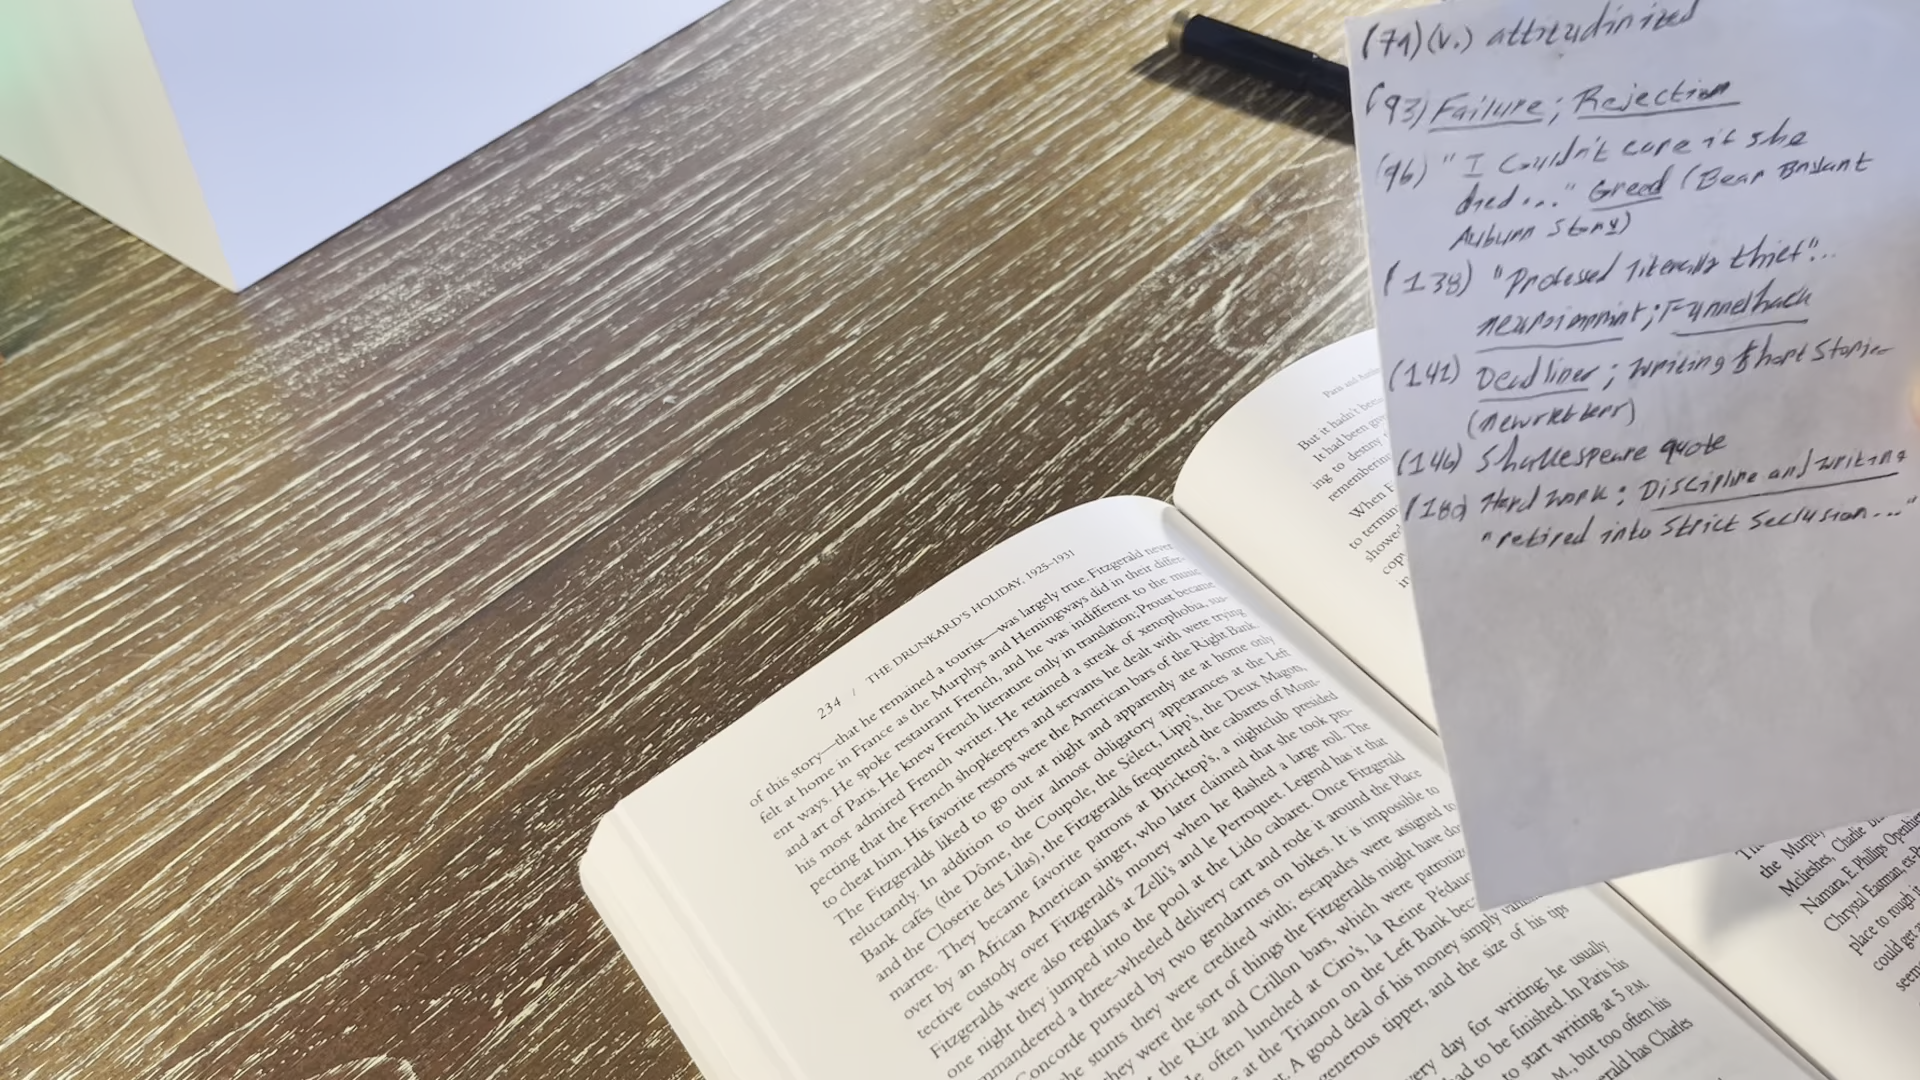 (71)(v.) attitudinized
(93) Failure; Rejection
(96) "I Couldn't care if she
died..." Greed (Bear Bryant
Auburn Story)
(138) "Professed literary thief"...
neuroimprint; Funnelhack
(141) Deadlines; Writing Short Stories
(146) Shakespeare quote
(180) Hard work: Discipline and writing
"retired into Strict Seclusion..."
But it hadn't been
It had been
ing to destiny
remembering
When
to
showed
234 / THE DRUNKARD'S HOLIDAY, 1925–1931
of this story—that he remained a tourist—was largely true. Fitzgerald never
felt at home in France as the Murphys and Hemingways did in their differ-
ent ways. He spoke restaurant French, and he was indifferent to the music
and art of Paris. He knew French literature only in translation; Proust became
his most admired French writer. He retained a streak of xenophobia, sus-
pecting that the French shopkeepers and servants he dealt with were trying
to cheat him. His favorite resorts were the American bars of the Right Bank.
The Fitzgeralds liked to go out at night and apparently ate at home only
reluctantly. In addition to their almost obligatory appearances at the Left
Bank cafés (the Dôme, the Coupole, the Select, Lipp's, the Deux Magots,
and the Closerie des Lilas), the Fitzgeralds frequented the cabarets of Mont-
martre. They became favorite patrons at Bricktop's, a nightclub presided
over by an African American singer, who later claimed that she took pro-
tective custody over Fitzgerald's money when he flashed a large roll. The
Fitzgeralds were also regulars at Zelli's and le Perroquet. Legend has it that
one night they jumped into the pool at the Lido cabaret. Once Fitzgerald
mmandeered a three-wheeled delivery cart and rode it around the Place
Concorde pursued by two gendarmes on bikes. It is impossible to
he stunts they were credited with; escapades were assigned to
they were the sort of things the Fitzgeralds might have do
the Ritz and Crillon bars, which were patroniz
often lunched at Ciro's, la Reine Pédauc
e at the Trianon on the Left Bank bec
t. A good deal of his money simply
generous upper, and the size of his tips
very day for writing; he usually
ad to be finished. In Paris his
to start writing at 5 P.M.
M., but too often his
erald has Charles
the Murphy
McLeishes, Charlie
Namara, E. Phillips Oppenhei
Chrystal Eastman, ex-P
place to rough it
could get
seem